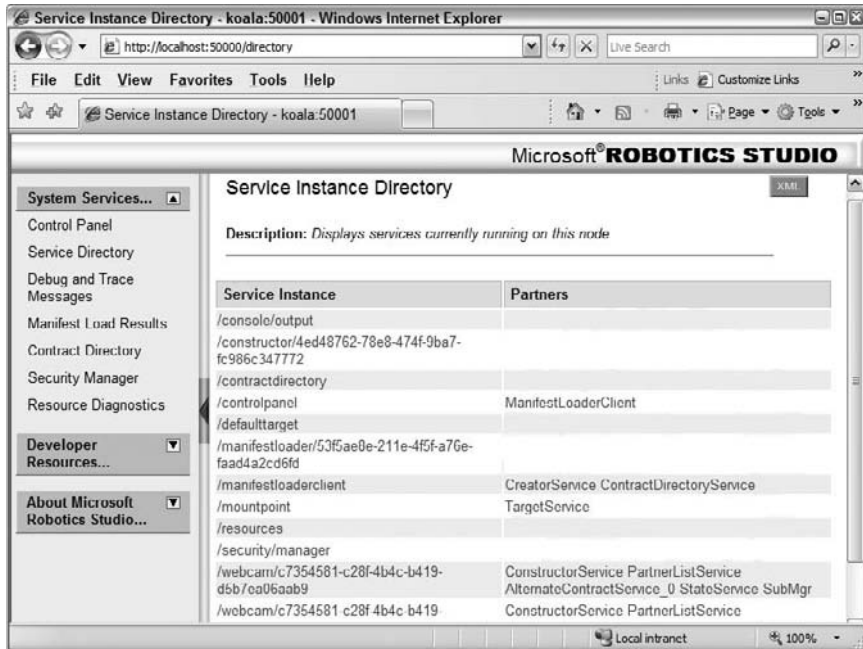 Service Instance Directory - koala:50001 - Windows Internet Explorer
http://localhost:50000/directory
Live Search
File Edit View Favorites Tools Help
Links Customize Links
Service Instance Directory - koala:50001
Page Tools
Microsoft®ROBOTICS STUDIO
System Services...
Control Panel
Service Directory
Debug and Trace
Messages
Manifest Load Results
Contract Directory
Security Manager
Resource Diagnostics
Developer
Resources...
About Microsoft
Robotics Studio...
Service Instance Directory
XML
Description: Displays services currently running on this node
Service Instance Partners
/console/output
/constructor/4ed48762-78e8-474f-9ba7-
fc986c347772
/contractdirectory
/controlpanel ManifestLoaderClient
/defaulttarget
/manifestloader/53f5ae8e-211e-4f5f-a76e-
faad4a2cd6fd
/manifestloaderclient CreatorService ContractDirectoryService
/mountpoint TargetService
/resources
/security/manager
/webcam/c7354581-c28f-4b4c-b419- ConstructorService PartnerListService
d5b7ea06aab9 AlternateContractService_0 StateService SubMgr
/webcam/c7354581-c28f-4b4c-b419- ConstructorService PartnerListService
Local intranet 100%